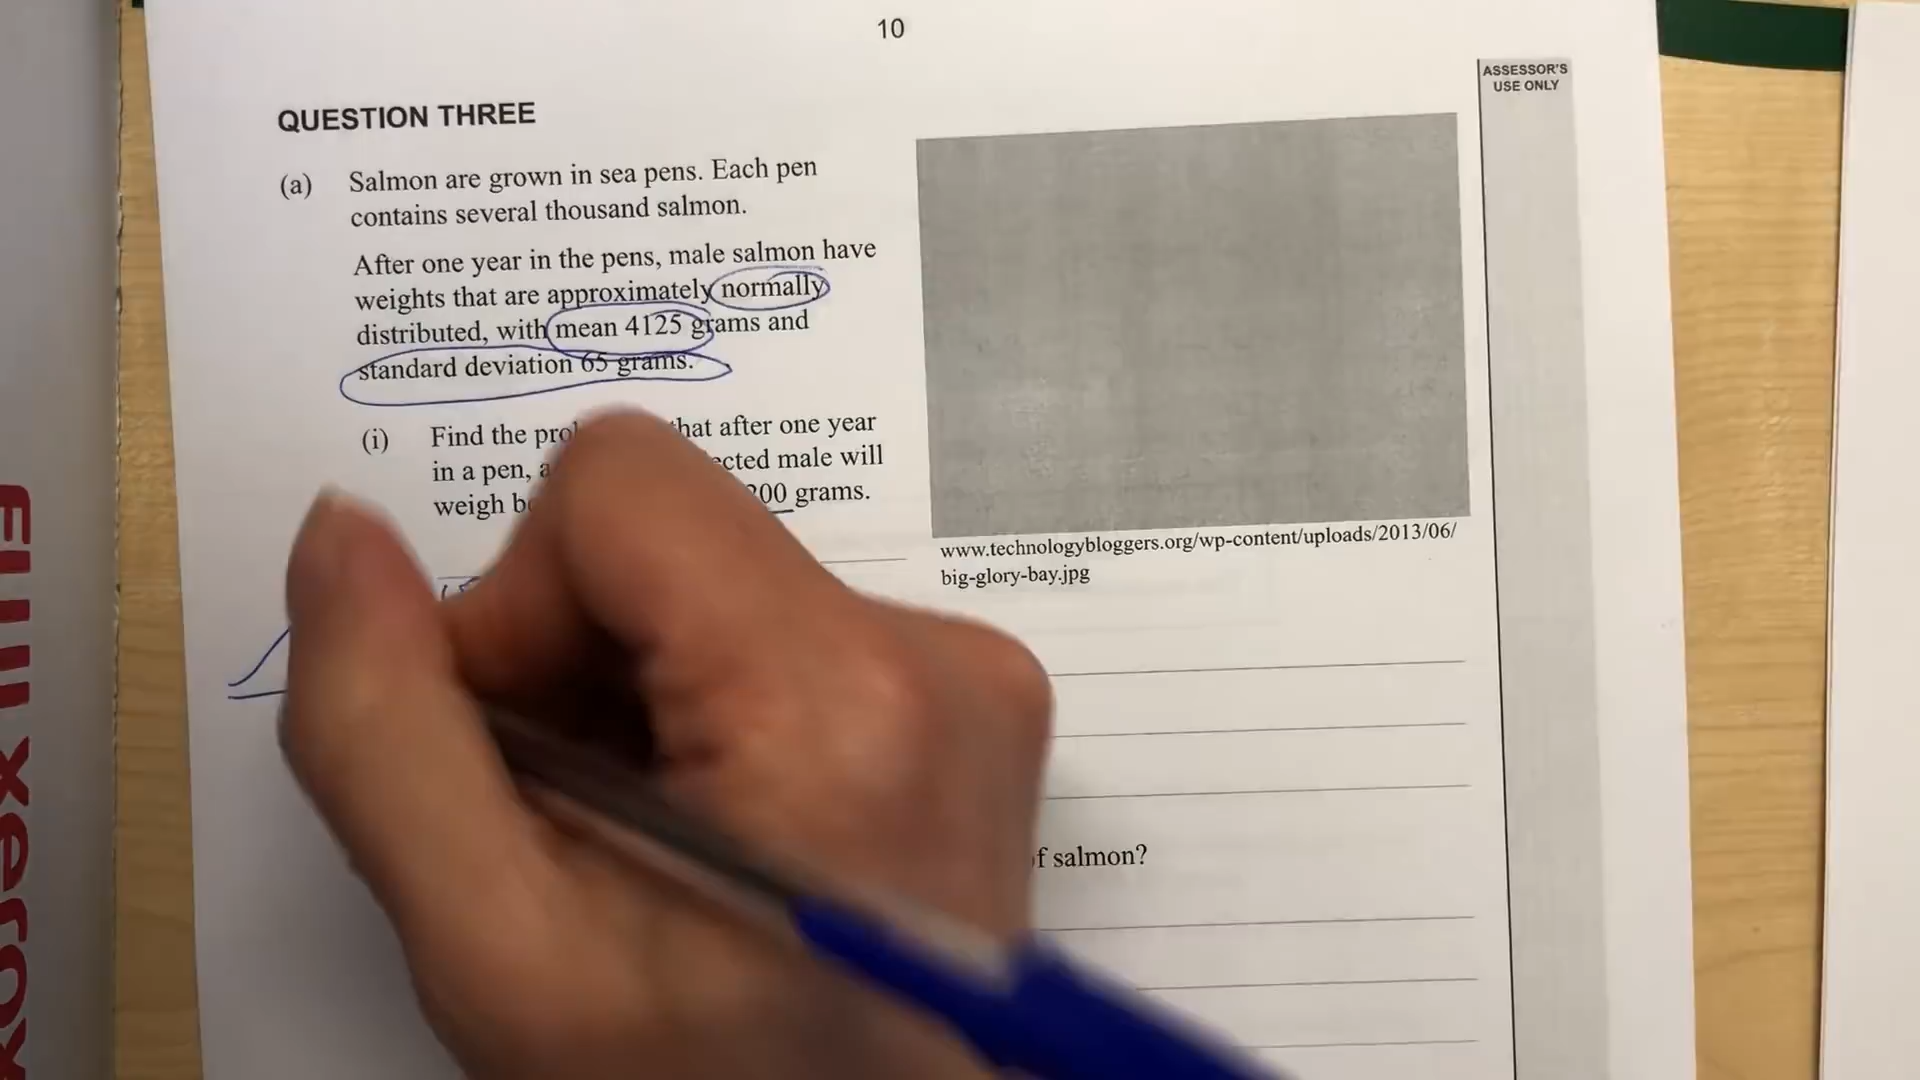 10
ASSESSOR'S
USE ONLY
QUESTION THREE
(a) Salmon are grown in sea pens. Each pen
contains several thousand salmon.
After one year in the pens, male salmon have
weights that are approximately normally
distributed, with mean 4125 grams and
standard deviation 65 grams.
(i) Find the that after one year
in a pen, male will
weigh grams.
www.technologybloggers.org/wp-content/uploads/2013/06/
big-glory-bay.jpg
salmon?
xerox